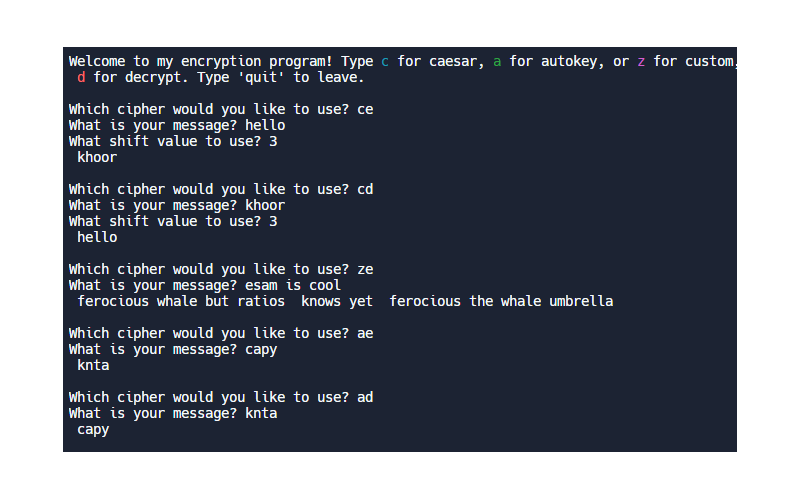 Welcome to my encryption program! Type c for caesar, a for autokey, or z for custom,
d for decrypt. Type 'quit' to leave.
Which cipher would you like to use? ce
What is your message? hello
What shift value to use? 3
khoor
Which cipher would you like to use? cd
What is your message? khoor
What shift value to use? 3
hello
Which cipher would you like to use? ze
What is your message? esam is cool
ferocious whale but ratios  knows yet  ferocious the whale umbrella
Which cipher would you like to use? ae
What is your message? capy
knta
Which cipher would you like to use? ad
What is your message? knta
capy